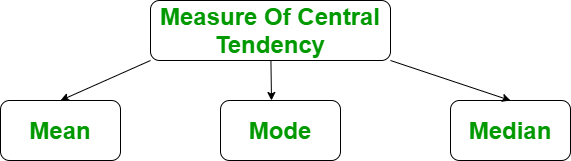 Measure Of Central
Tendency
Mean
Mode
Median